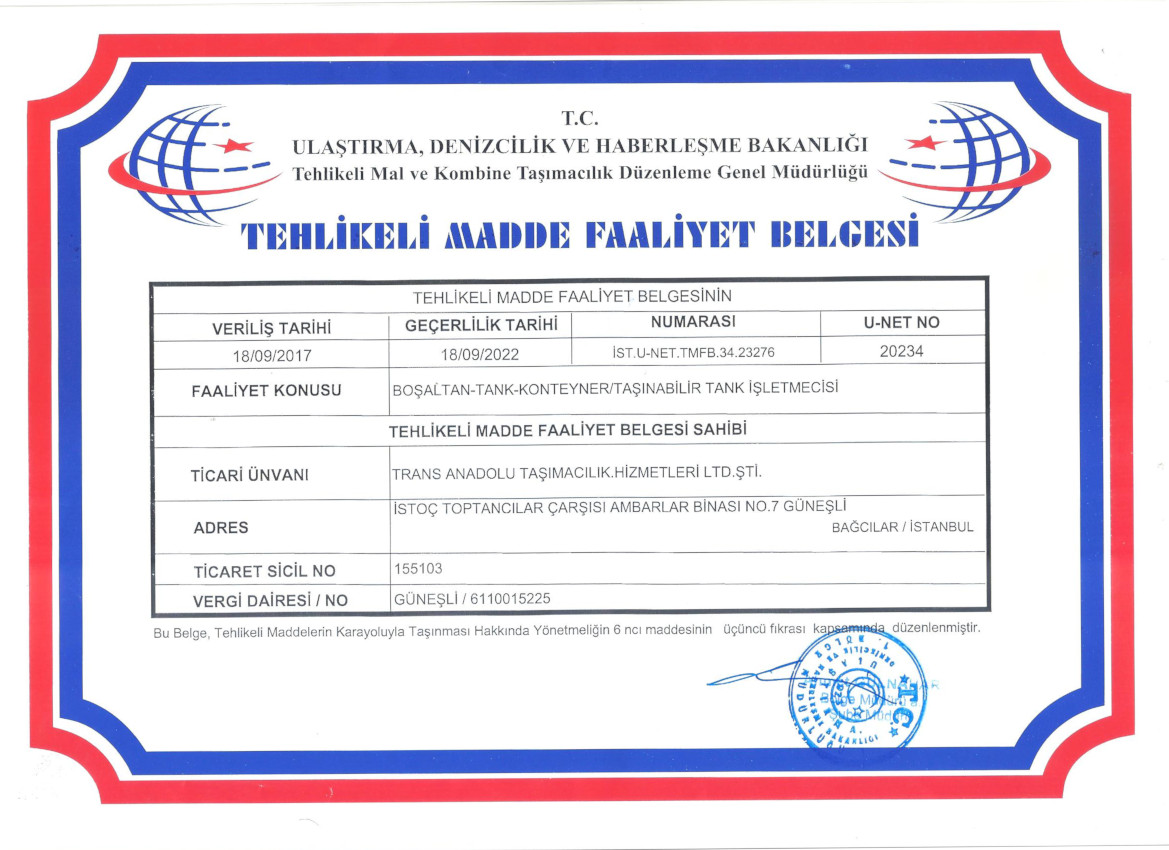 T.C.
ULAŞTIRMA, DENİZCİLİK VE HABERLEŞME BAKANLIĞI
Tehlikeli Mal ve Kombine Taşımacılık Düzenleme Genel Müdürlüğü
TEHLİKELİ MADDE FAALİYET BELGESİ
TEHLİKELİ MADDE FAALİYET BELGESİNİN
VERİLİŞ TARİHİ GEÇERLİLİK TARİHİ NUMARASI U-NET NO
18/09/2017 18/09/2022 İST.U-NET.TMFB.34.23276 20234
FAALİYET KONUSU BOŞALTAN-TANK-KONTEYNER/TAŞINABİLİR TANK İŞLETMECİSİ
TEHLİKELİ MADDE FAALİYET BELGESİ SAHİBİ
TİCARİ ÜNVANI TRANS ANADOLU TAŞIMACILIK.HİZMETLERİ LTD.ŞTİ.
ADRES İSTOÇ TOPTANCILAR ÇARŞISI AMBARLAR BİNASI NO.7 GÜNEŞLİ
BAĞCILAR / İSTANBUL
TİCARET SİCİL NO 155103
VERGİ DAİRESİ / NO GÜNEŞLİ / 6110015225
Bu Belge, Tehlikeli Maddelerin Karayoluyla Taşınması Hakkında Yönetmeliğin 6 ncı maddesinin üçüncü fıkrası kapsamında düzenlenmiştir.
T.C.